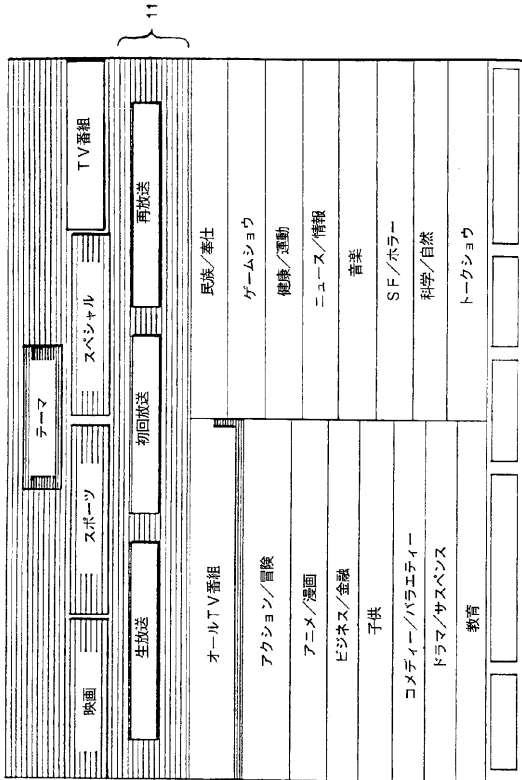 テーマ
映画
スポーツ
スペシャル
TV番組
生放送
初回放送
再放送
11
オールTV番組
アクション／冒険
アニメ／漫画
ビジネス／金融
子供
コメディー／バラエティー
ドラマ／サスペンス
教育
民族／奉仕
ゲームショウ
健康／運動
ニュース／情報
音楽
SF／ホラー
科学／自然
トークショウ